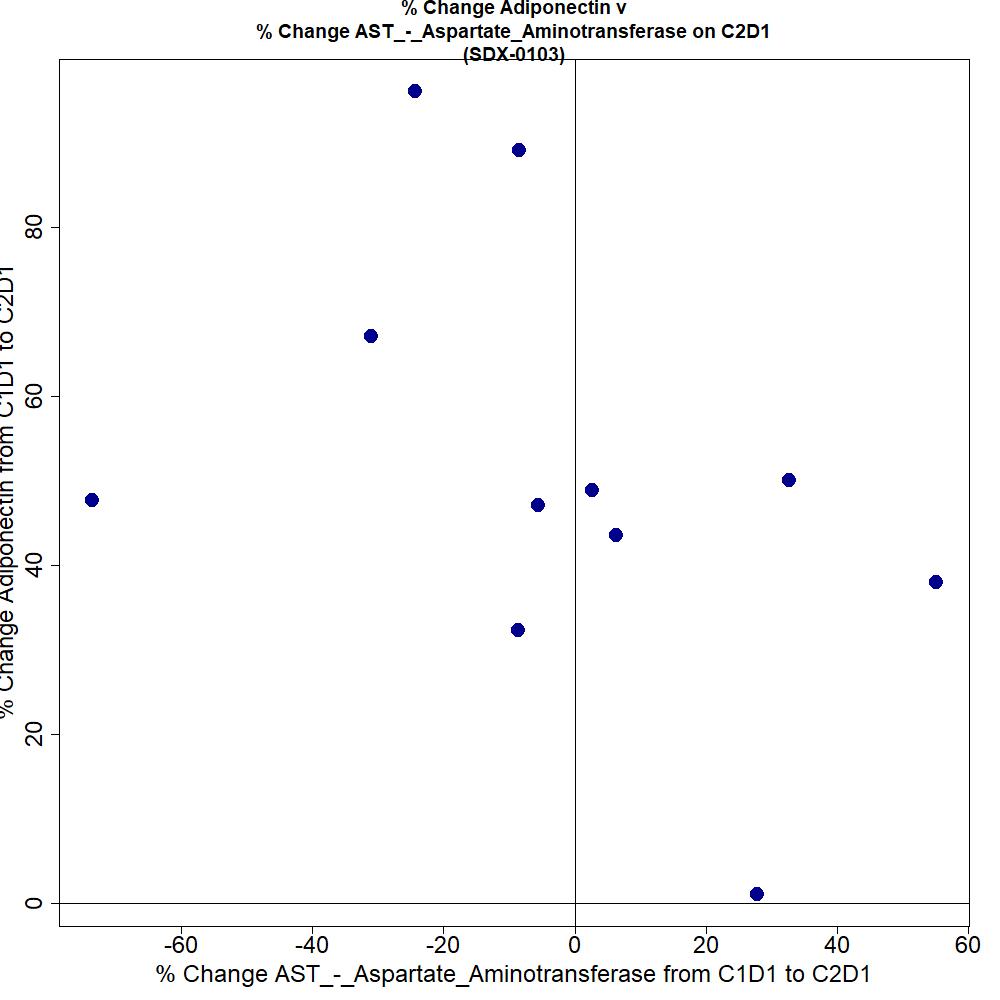 % Change Adiponectin v
% Change AST_-_Aspartate_Aminotransferase on C2D1
(SDX-0103)
% Change Adiponectin from C1D1 to C2D1
80
60
40
20
0
-60
-40
-20
0
20
40
60
% Change AST_-_Aspartate_Aminotransferase from C1D1 to C2D1